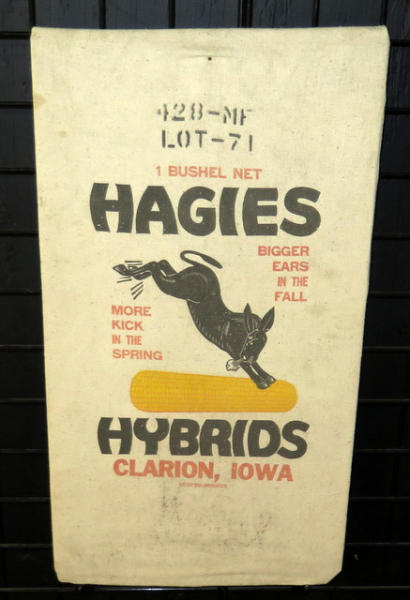 428-MF
LOT-71
1 BUSHEL NET
HAGIES
BIGGER
EARS
IN THE
FALL
MORE
KICK
IN THE
SPRING
HYBRIDS
CLARION, IOWA